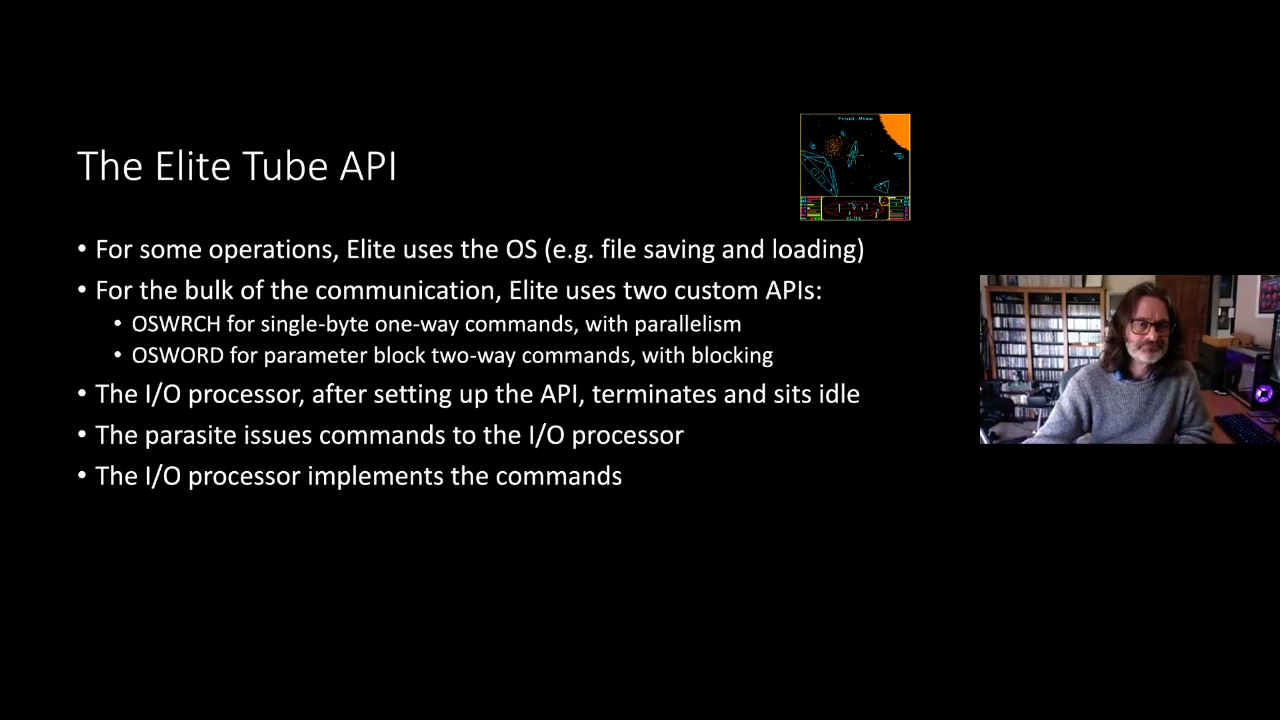 The Elite Tube API
Front View
• For some operations, Elite uses the OS (e.g. file saving and loading)
• For the bulk of the communication, Elite uses two custom APIs:
• OSWRCH for single-byte one-way commands, with parallelism
• OSWORD for parameter block two-way commands, with blocking
• The I/O processor, after setting up the API, terminates and sits idle
• The parasite issues commands to the I/O processor
• The I/O processor implements the commands